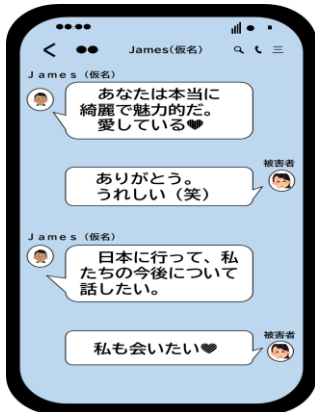 James(仮名)
James（仮名）
あなたは本当に
綺麗で魅力的だ。
愛している♥
被害者
ありがとう。
うれしい（笑）
James（仮名）
日本に行って、私
たちの今後について
話したい。
被害者
私も会いたい♥